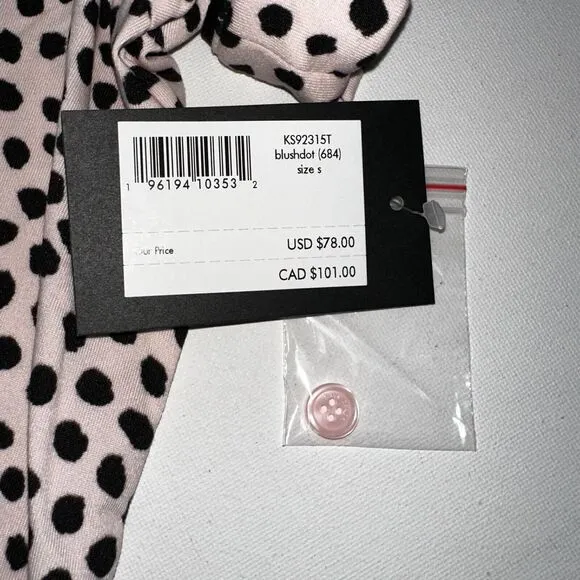 KS92315T
blushdot (684)
size s
1 96194 10353 2
Our Price
USD $78.00
CAD $101.00